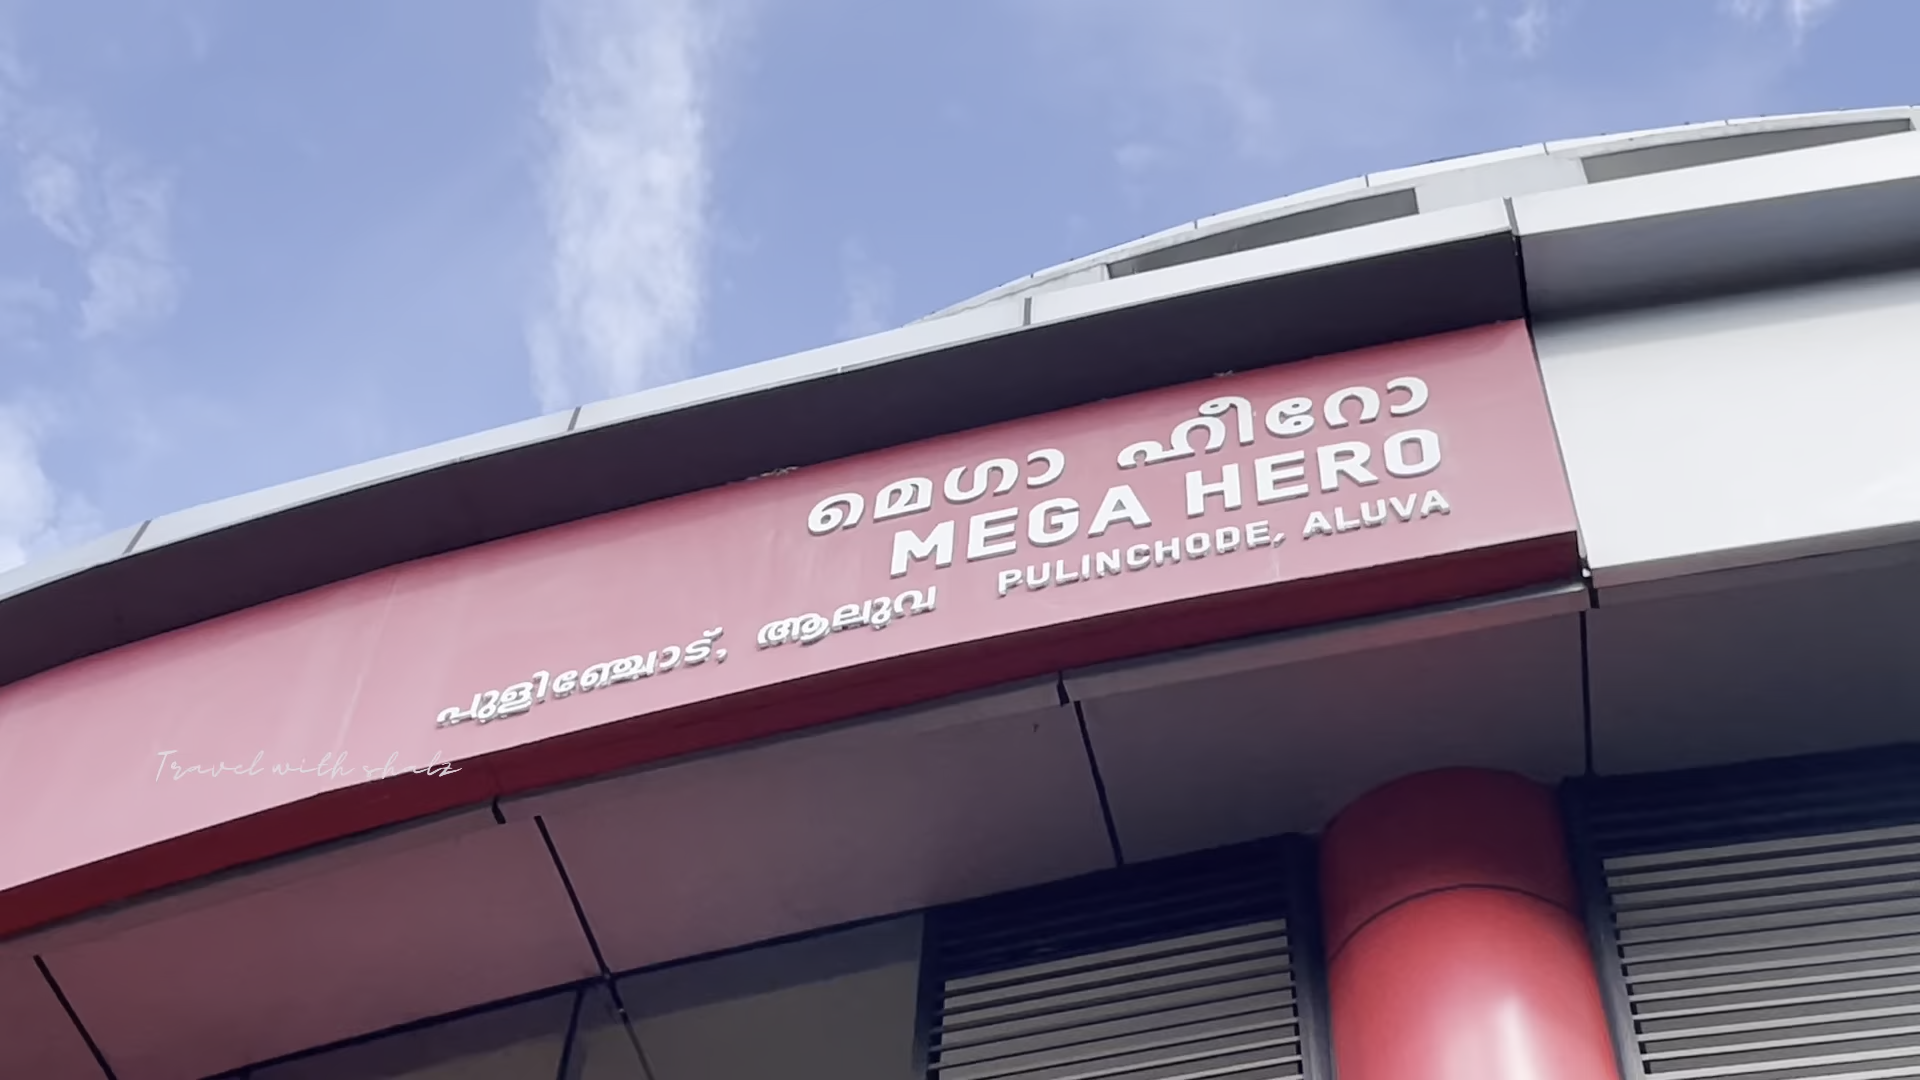 മെഗാ ഹീറോ
MEGA HERO
പുളിഞ്ചോട്, ആലുവ PULINCHODE, ALUVA
Travel with shalz